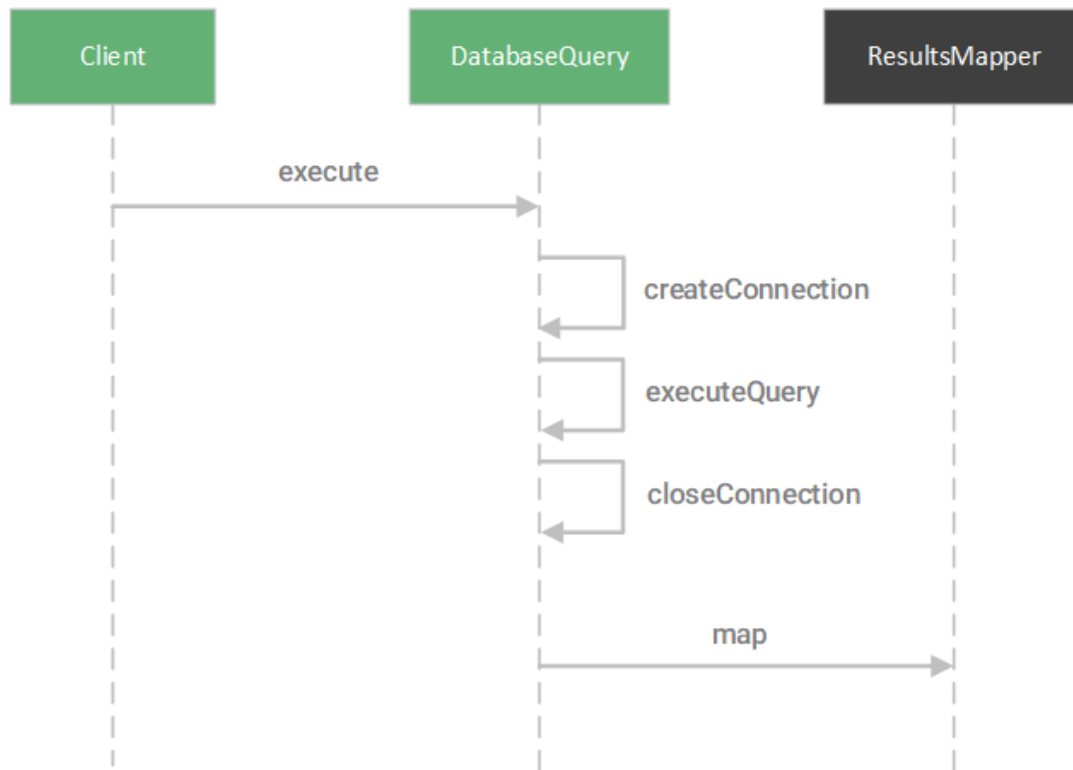 Client
DatabaseQuery
ResultsMapper
execute
createConnection
executeQuery
closeConnection
map